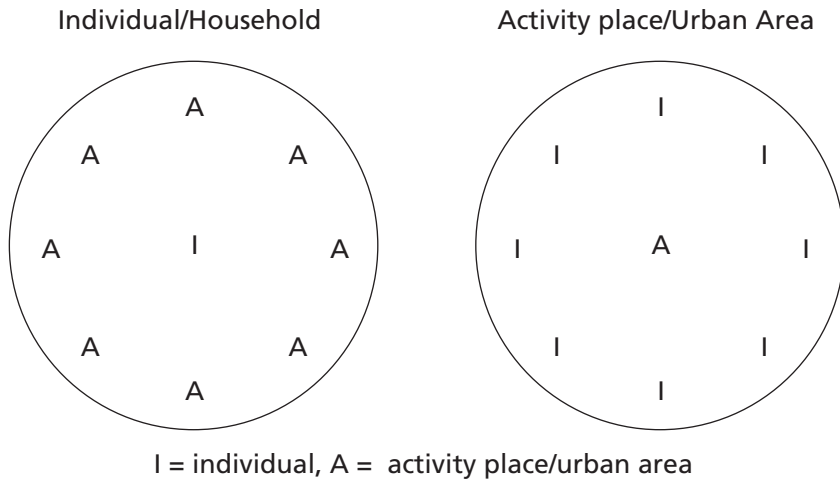 Individual/Household
Activity place/Urban Area
A
A A
A I A
A A
A
I
I I
I A I
I I
I
I = individual, A = activity place/urban area